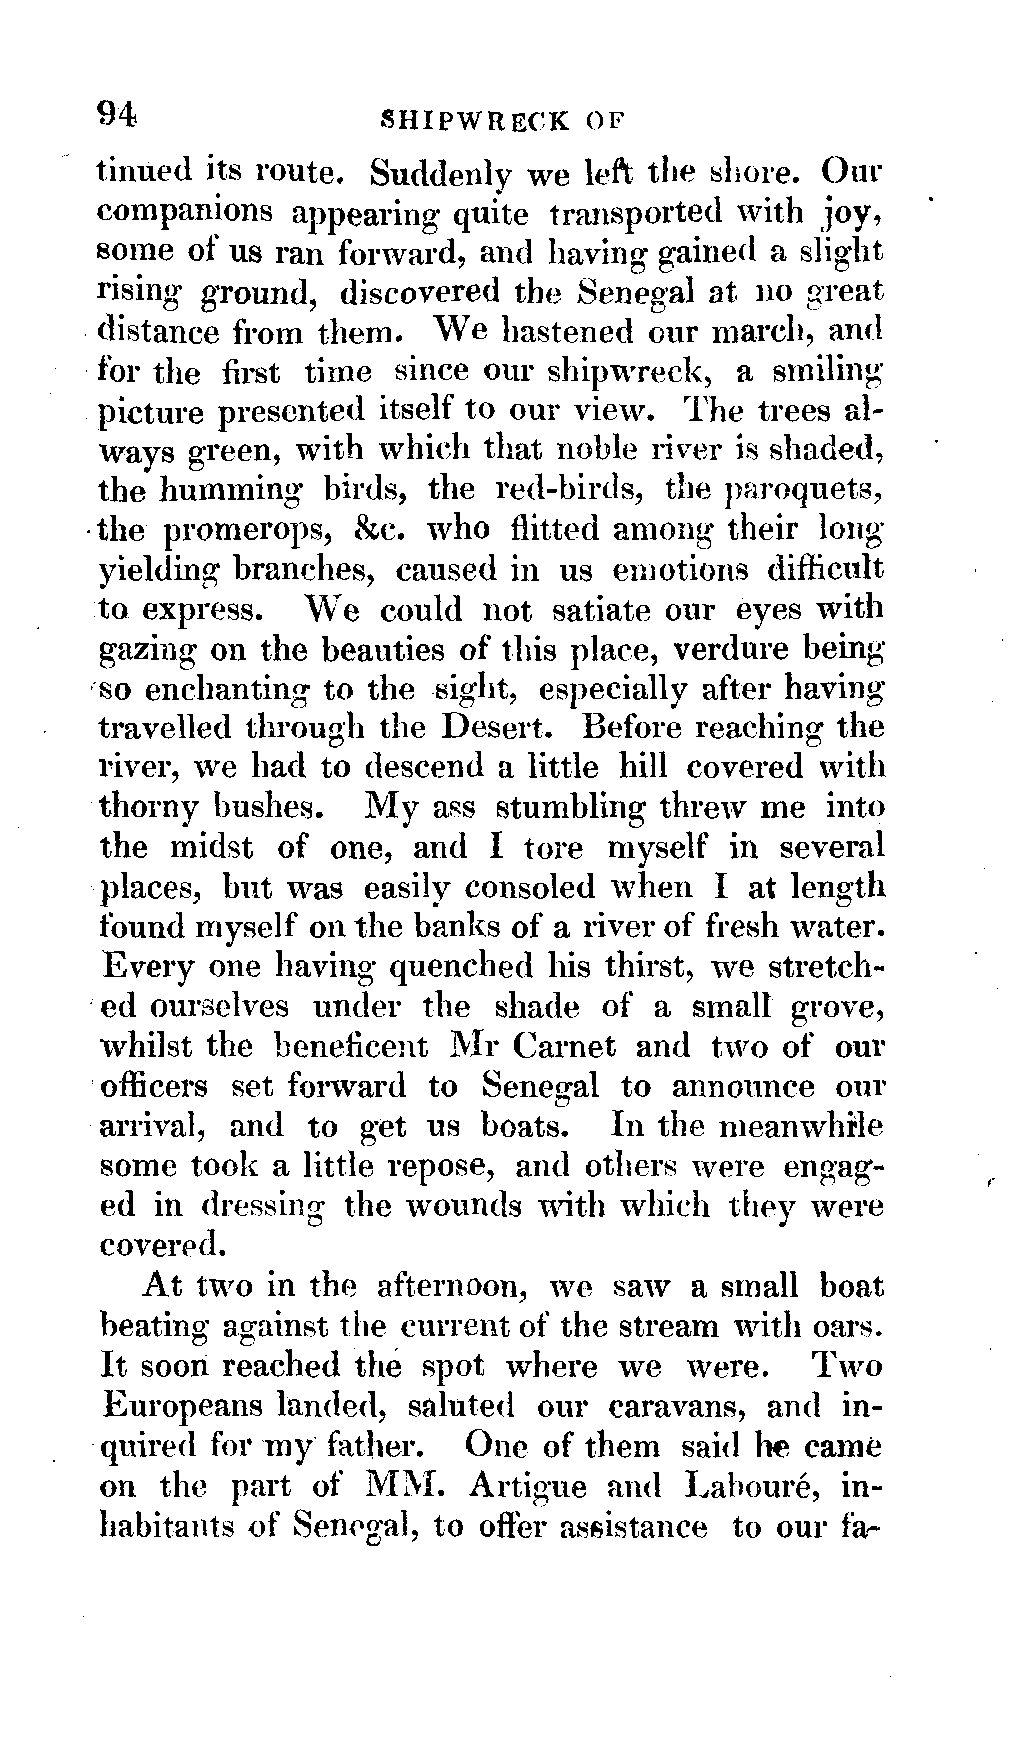 94 SHIPWRECK OF
tinued its route. Suddenly we left the shore. Our
companions appearing quite transported with joy,
some of us ran forward, and having gained a slight
rising ground, discovered the Senegal at no great
distance from them. We hastened our march, and
for the first time since our shipwreck, a smiling
picture presented itself to our view. The trees al-
ways green, with which that noble river is shaded,
the humming birds, the red-birds, the paroquets,
the promerops, &c. who flitted among their long
yielding branches, caused in us emotions difficult
to express. We could not satiate our eyes with
gazing on the beauties of this place, verdure being
so enchanting to the sight, especially after having
travelled through the Desert. Before reaching the
river, we had to descend a little hill covered with
thorny bushes. My ass stumbling threw me into
the midst of one, and I tore myself in several
places, but was easily consoled when I at length
found myself on the banks of a river of fresh water.
Every one having quenched his thirst, we stretch-
ed ourselves under the shade of a small grove,
whilst the beneficent Mr Carnet and two of our
officers set forward to Senegal to announce our
arrival, and to get us boats. In the meanwhile
some took a little repose, and others were engag-
ed in dressing the wounds with which they were
covered.
At two in the afternoon, we saw a small boat
beating against the current of the stream with oars.
It soon reached the spot where we were. Two
Europeans landed, saluted our caravans, and in-
quired for my father. One of them said he came
on the part of MM. Artigue and Labouré, in-
habitants of Senegal, to offer assistance to our fa-